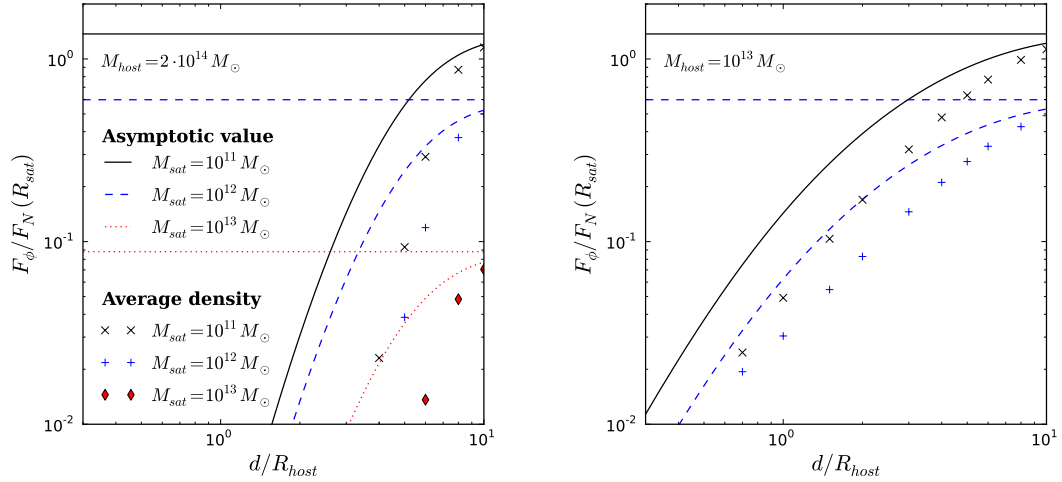 M_host = 2·10^14 M_⊙
Asymptotic value
M_sat = 10^11 M_⊙
M_sat = 10^12 M_⊙
M_sat = 10^13 M_⊙
Average density
M_sat = 10^11 M_⊙
M_sat = 10^12 M_⊙
M_sat = 10^13 M_⊙
F_ϕ/F_N(R_sat)
10^0
10^-1
10^-2
10^0
10^1
d/R_host
M_host = 10^13 M_⊙
F_ϕ/F_N(R_sat)
10^0
10^-1
10^-2
10^0
10^1
d/R_host